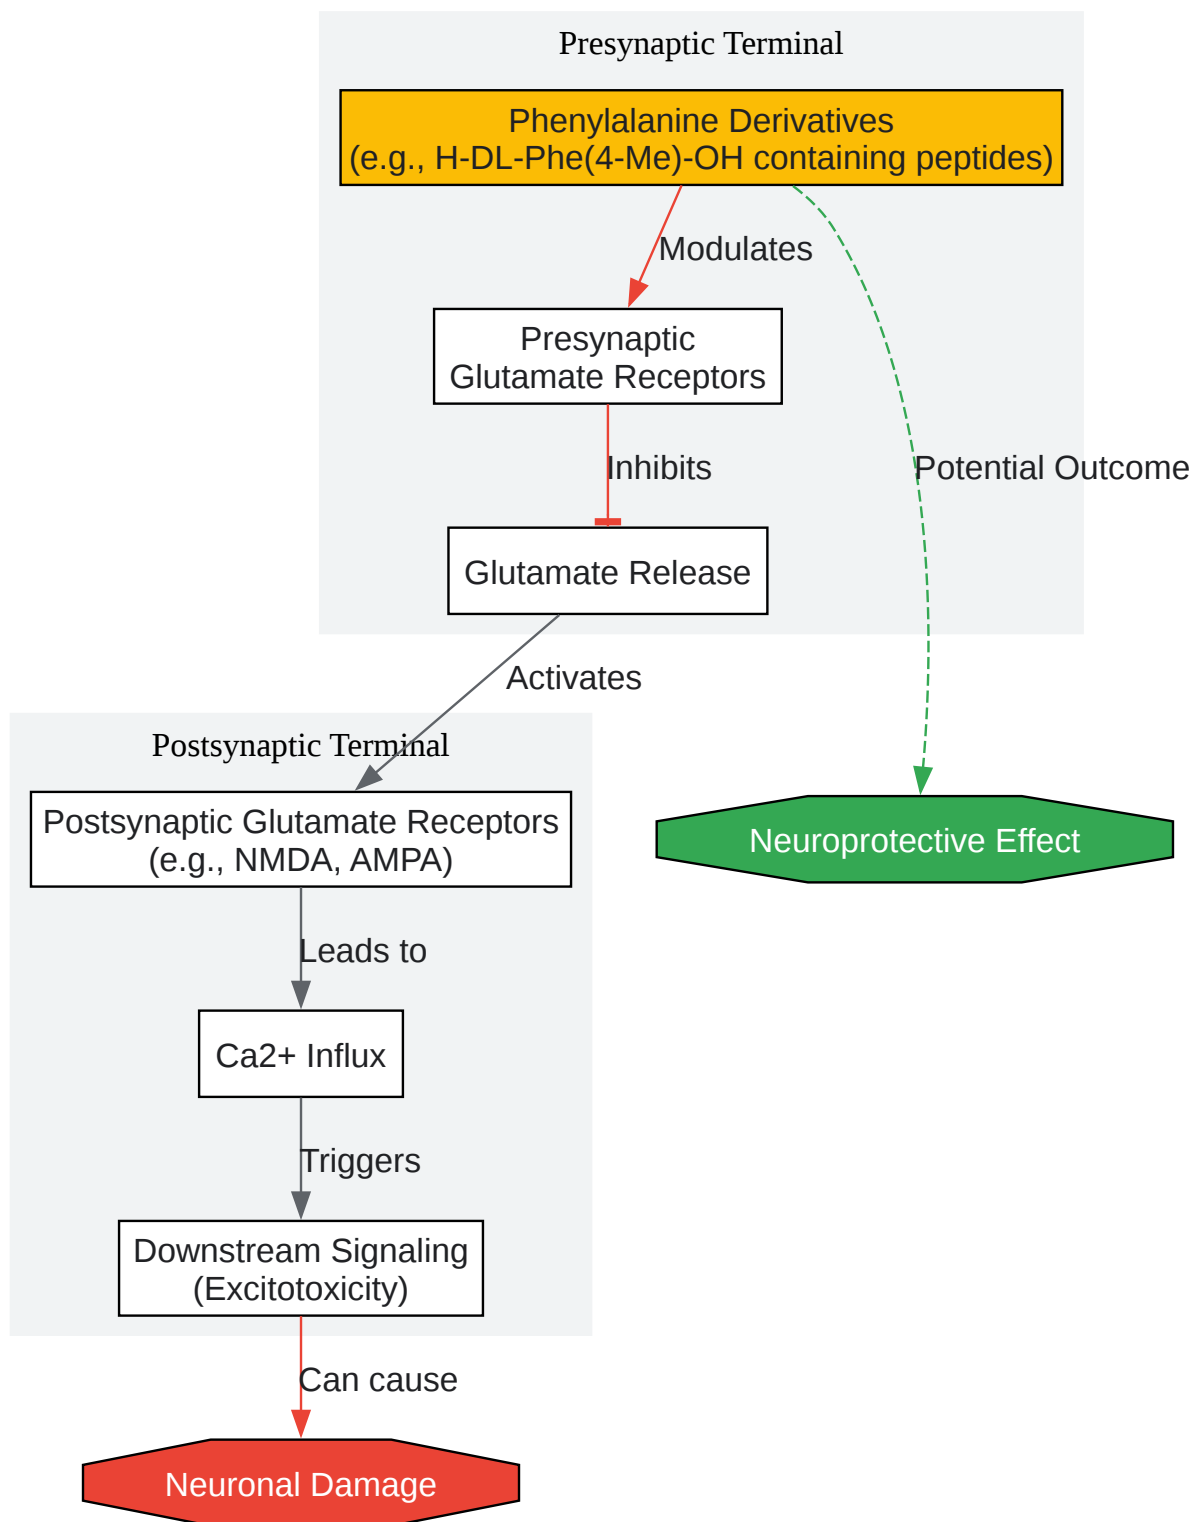 Presynaptic Terminal
Phenylalanine Derivatives
(e.g., H-DL-Phe(4-Me)-OH containing peptides)
Modulates
Presynaptic
Glutamate Receptors
Inhibits
Potential Outcome
Glutamate Release
Activates
Postsynaptic Terminal
Postsynaptic Glutamate Receptors
(e.g., NMDA, AMPA)
Neuroprotective Effect
Leads to
Ca2+ Influx
Triggers
Downstream Signaling
(Excitotoxicity)
Can cause
Neuronal Damage